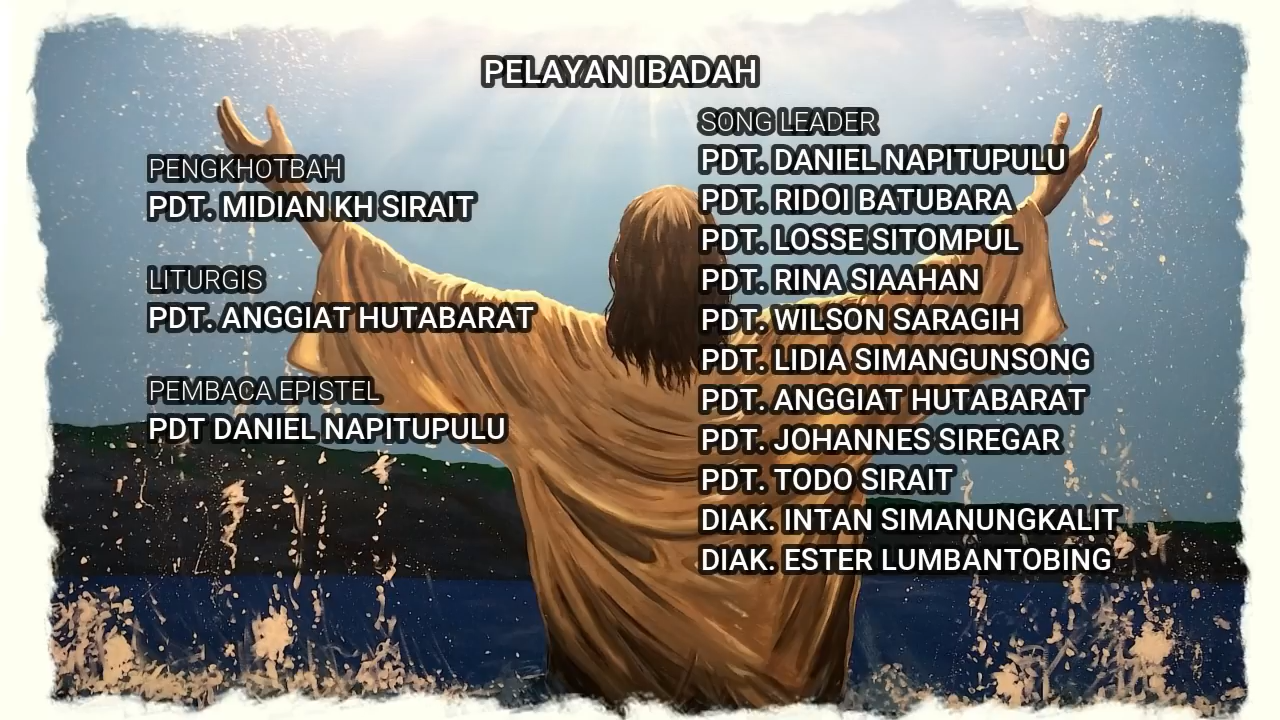 PELAYAN IBADAH
PENGKHOTBAH
PDT. MIDIAN KH SIRAIT
LITURGIS
PDT. ANGGIAT HUTABARAT
PEMBACA EPISTEL
PDT DANIEL NAPITUPULU
SONG LEADER
PDT. DANIEL NAPITUPULU
PDT. RIDOI BATUBARA
PDT. LOSSE SITOMPUL
PDT. RINA SIAAHAN
PDT. WILSON SARAGIH
PDT. LIDIA SIMANGUNSONG
PDT. ANGGIAT HUTABARAT
PDT. JOHANNES SIREGAR
PDT. TODO SIRAIT
DIAK. INTAN SIMANUNGKALIT
DIAK. ESTER LUMBANTOBING